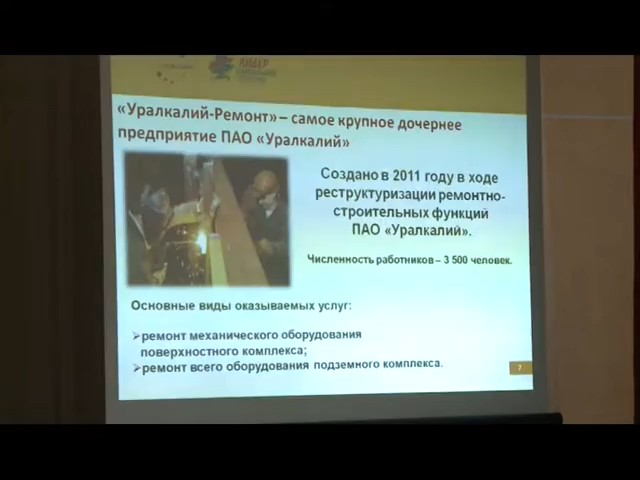 ЛИДЕР
«Уралкалий-Ремонт» – самое крупное дочернее
предприятие ПАО «Уралкалий»
Создано в 2011 году в ходе
реструктуризации ремонтно-
строительных функций
ПАО «Уралкалий».
Численность работников – 3 500 человек.
Основные виды оказываемых услуг:
➢ремонт механического оборудования
поверхностного комплекса;
➢ремонт всего оборудования подземного комплекса.
7